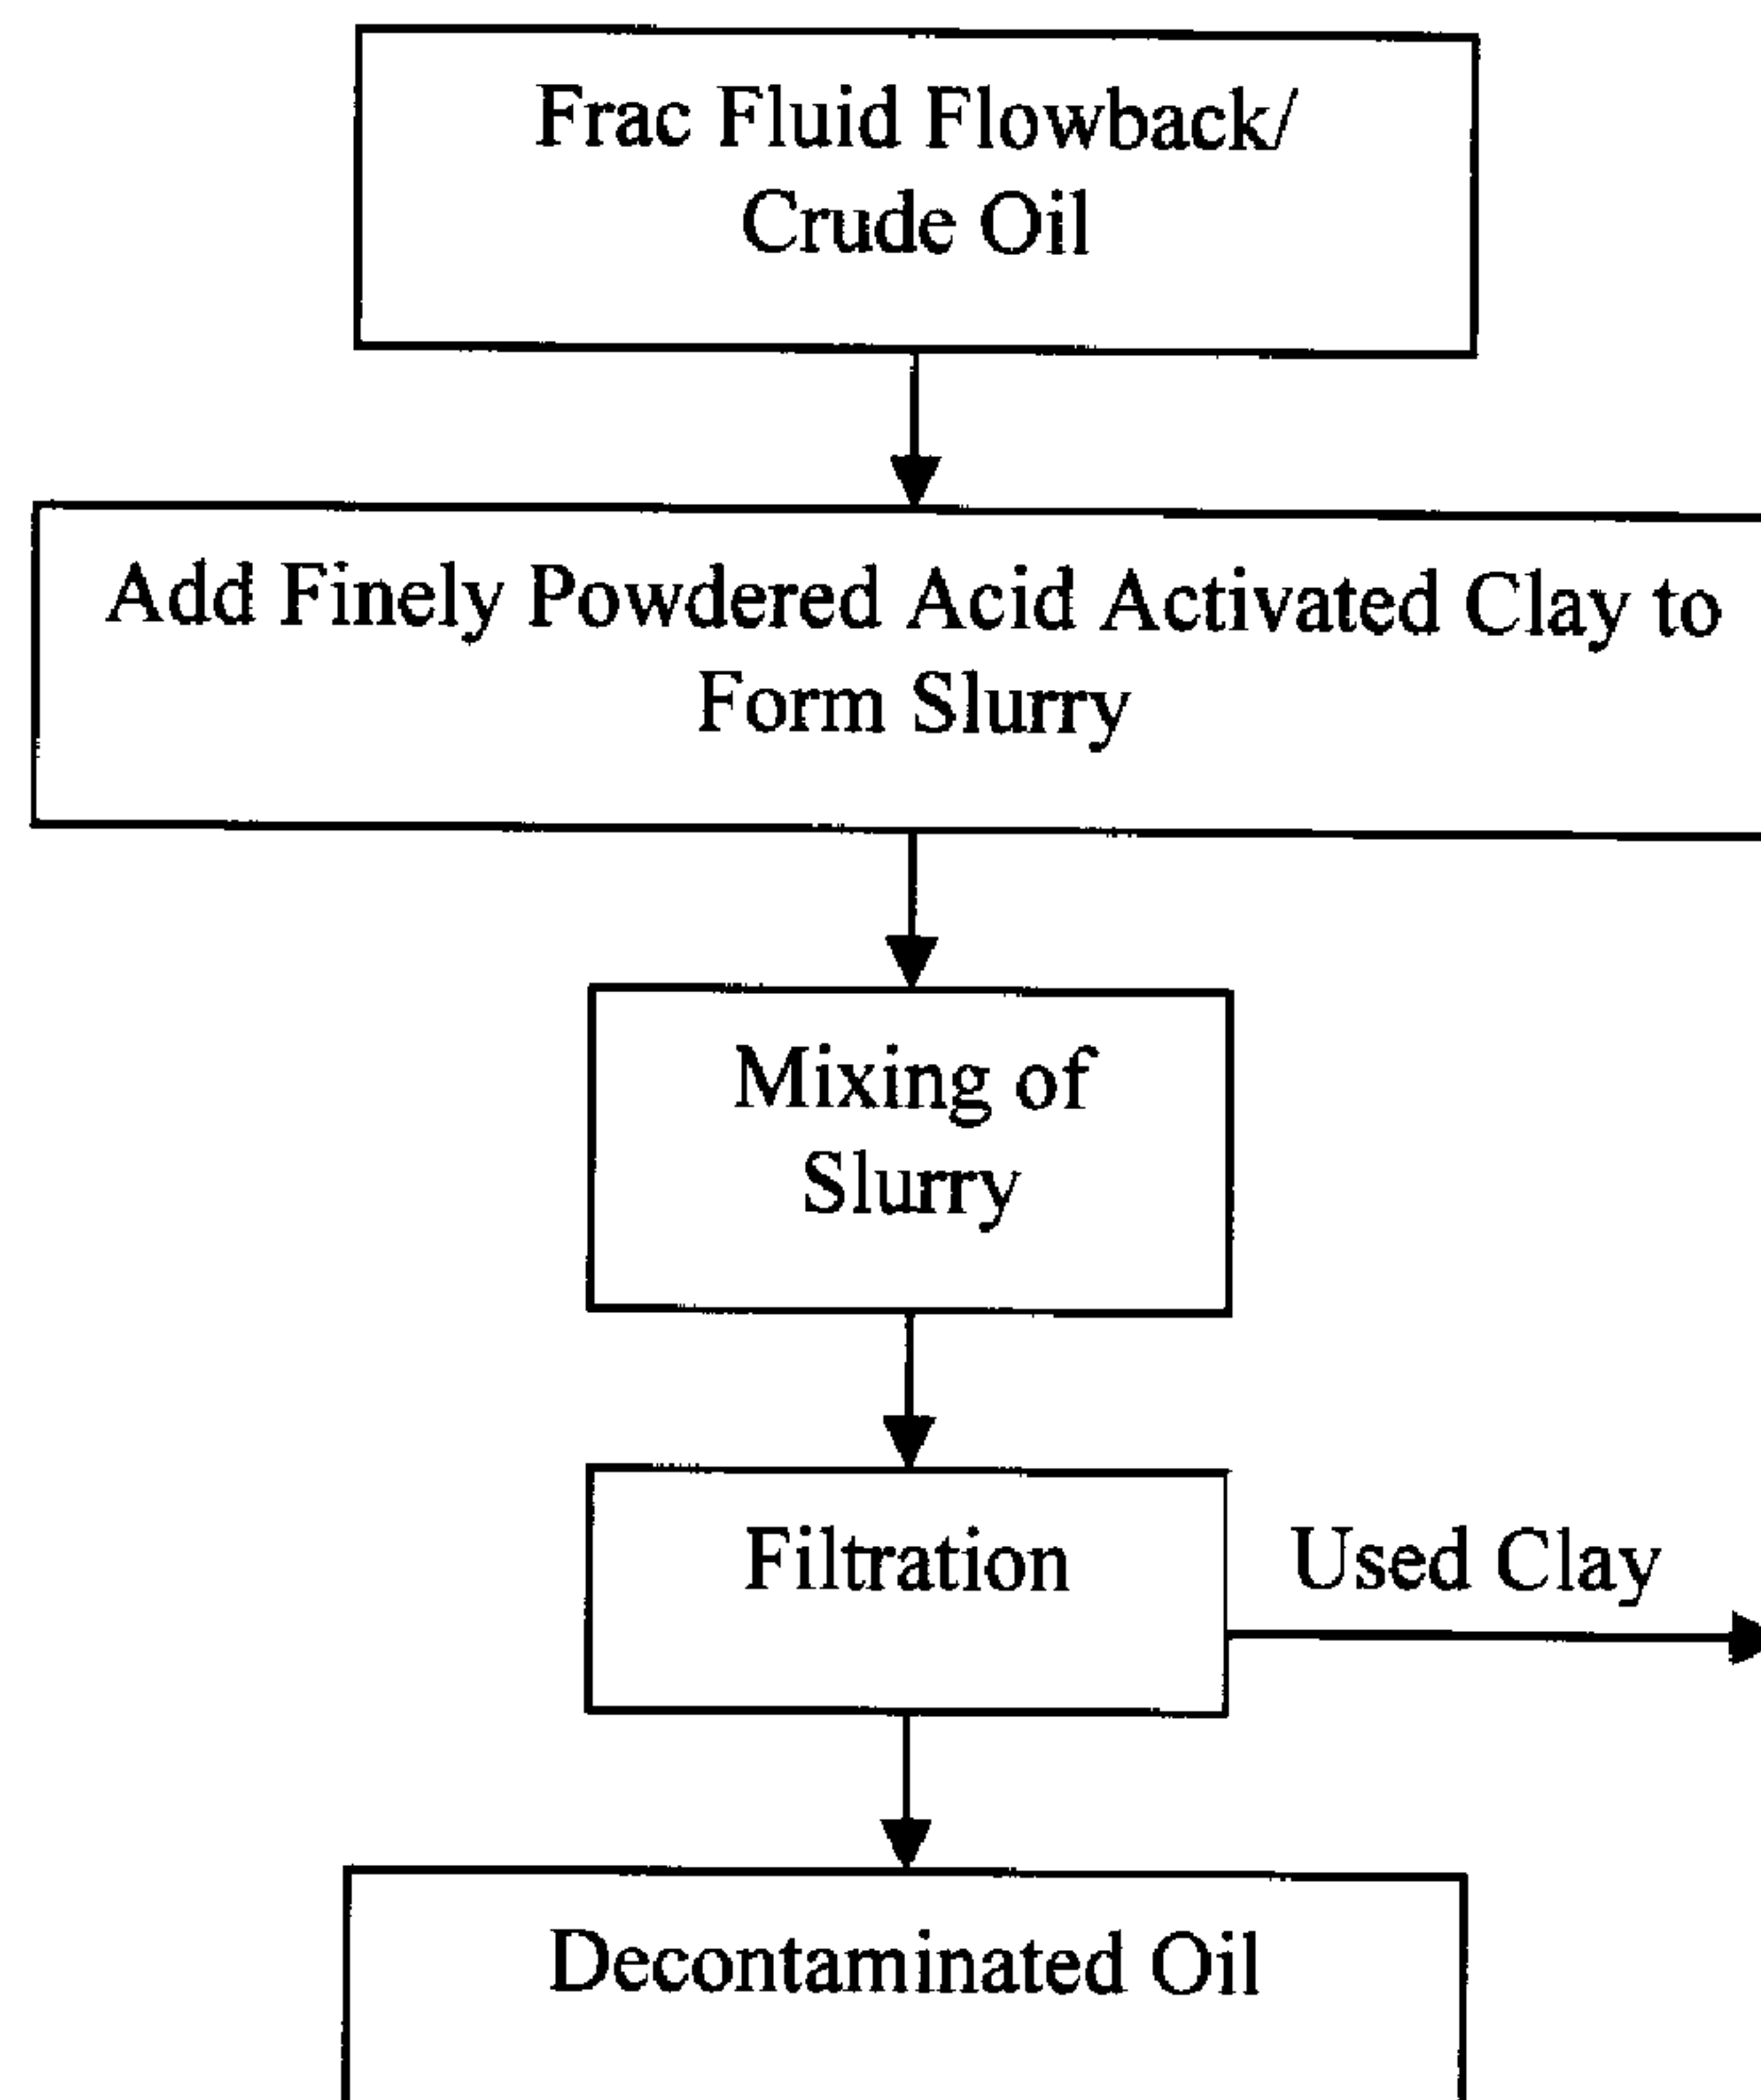 Frac Fluid Flowback/
Crude Oil
Add Finely Powdered Acid Activated Clay to
Form Slurry
Mixing of
Slurry
Filtration
Used Clay
Decontaminated Oil